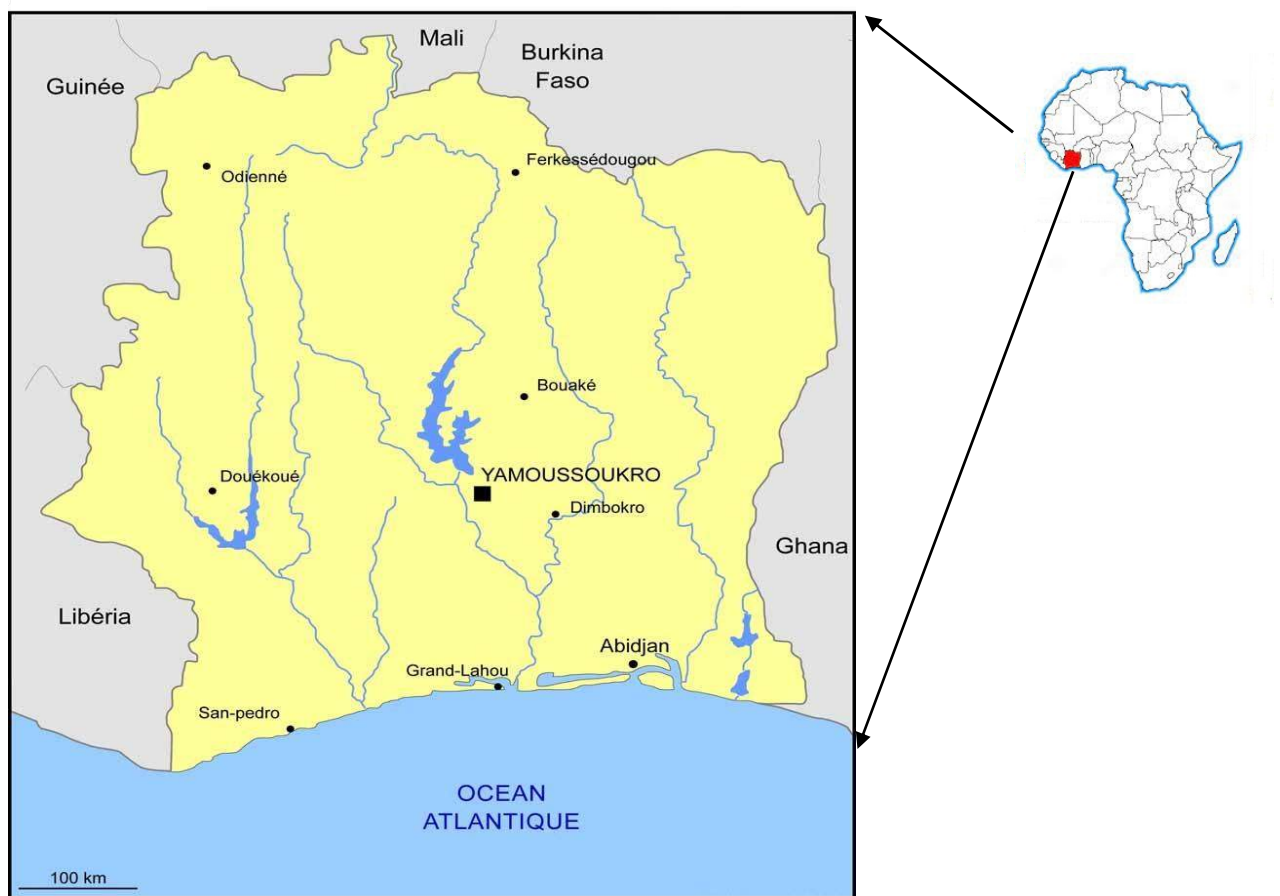 Mali
Burkina
Faso
Guinée
Ferkessédougou
Odienné
Bouaké
Douékoué
YAMOUSSOUKRO
Dimbokro
Ghana
Libéria
Abidjan
Grand-Lahou
San-pedro
OCEAN
ATLANTIQUE
100 km